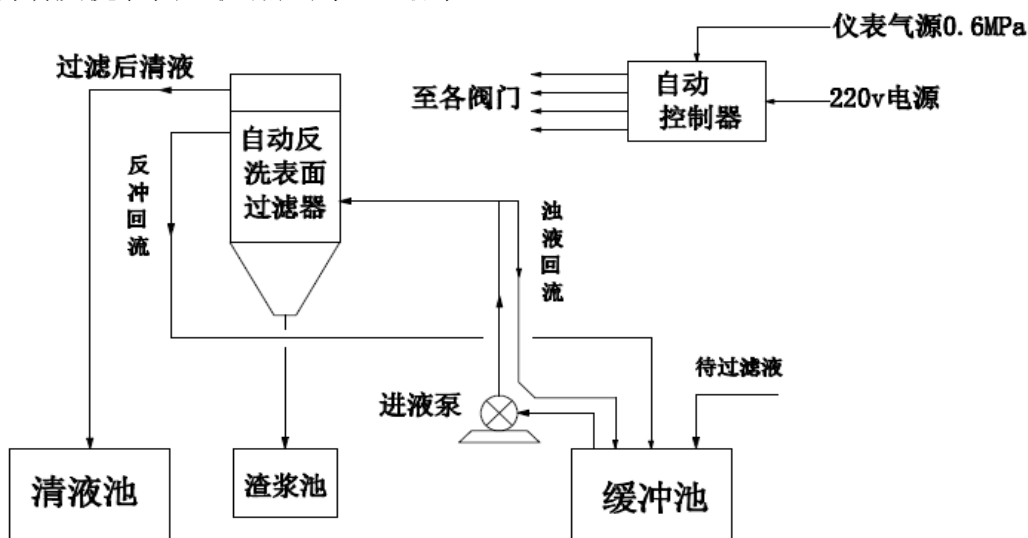 仪表气源0.6MPa
过滤后清液
至各阀门
自动
控制器
220v电源
自动反
洗表面
过滤器
反
冲
回
流
浊
液
回
流
待过滤液
进液泵
清液池
渣浆池
缓冲池